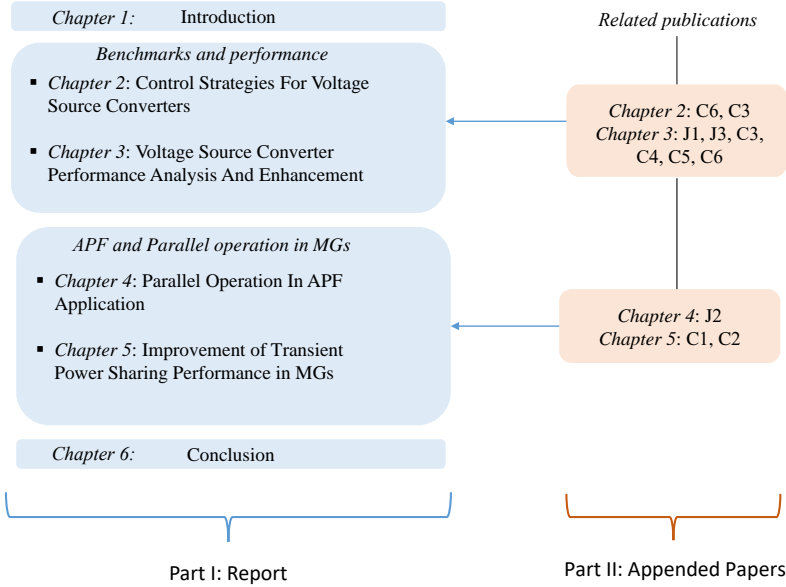 Chapter 1: Introduction
Benchmarks and performance
▪ Chapter 2: Control Strategies For Voltage
Source Converters
▪ Chapter 3: Voltage Source Converter
Performance Analysis And Enhancement
APF and Parallel operation in MGs
▪ Chapter 4: Parallel Operation In APF
Application
▪ Chapter 5: Improvement of Transient
Power Sharing Performance in MGs
Chapter 6: Conclusion
Part I: Report
Related publications
Chapter 2: C6, C3
Chapter 3: J1, J3, C3,
C4, C5, C6
Chapter 4: J2
Chapter 5: C1, C2
Part II: Appended Papers